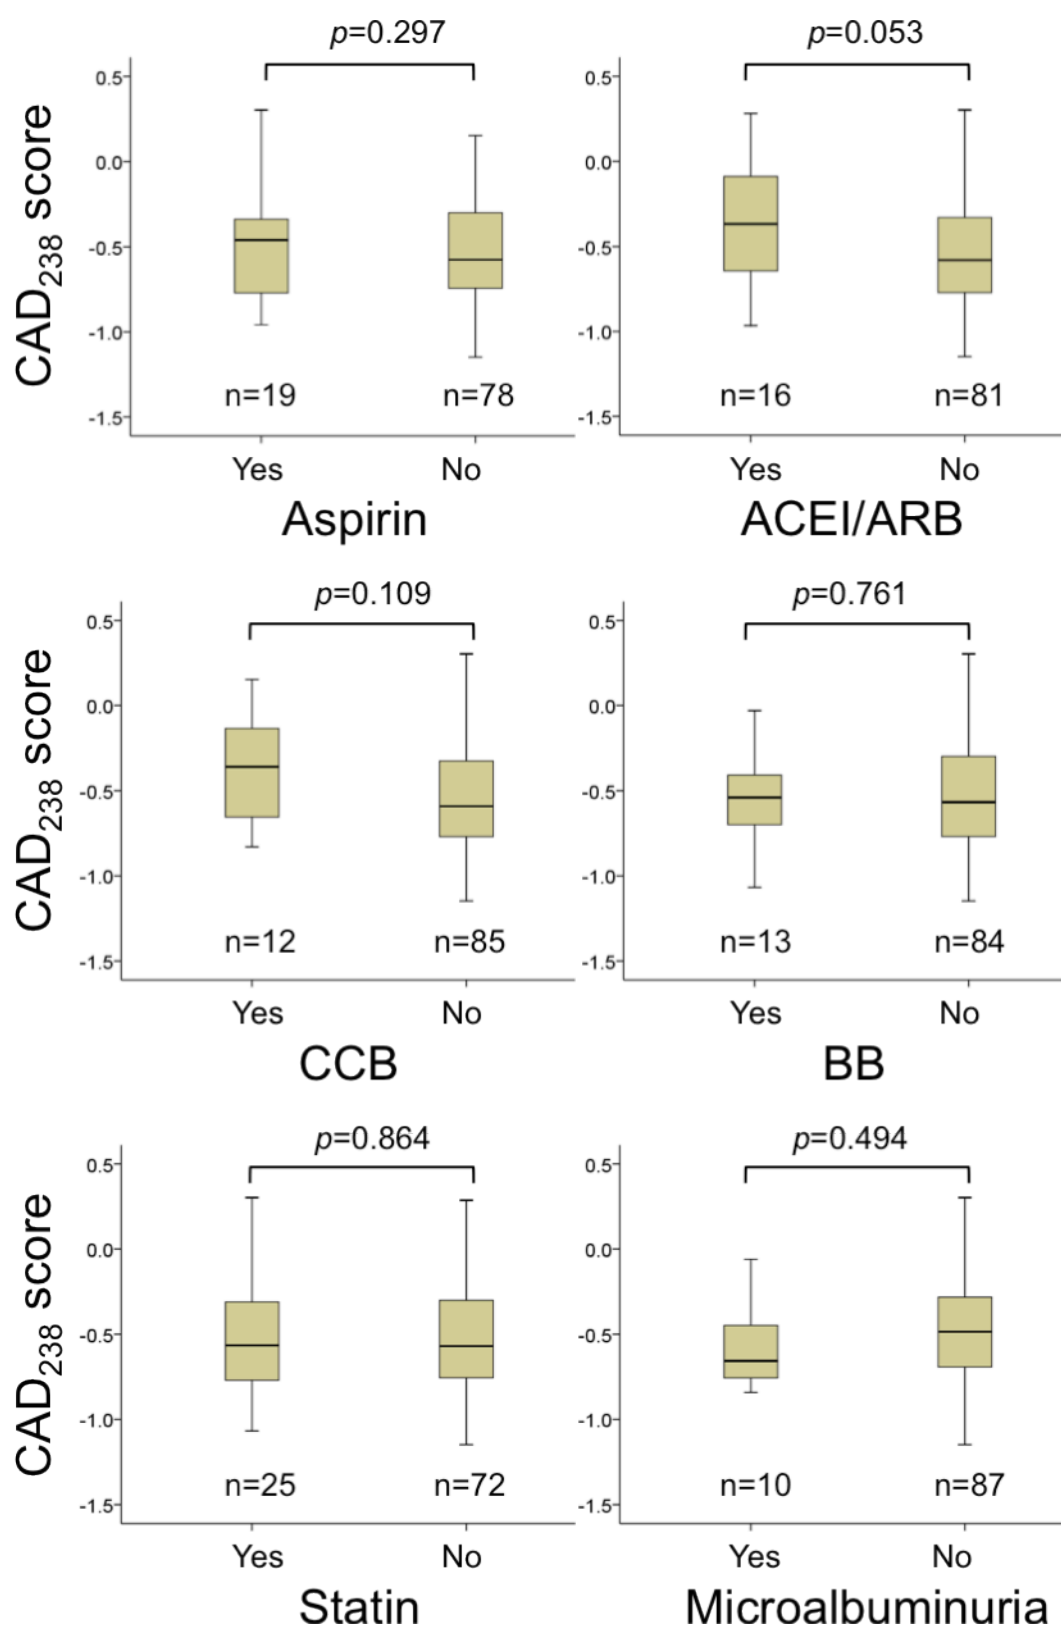 p=0.297
CAD238 score
0.5
0.0
-0.5
-1.0
-1.5
n=19 n=78
Yes No
Aspirin
p=0.053
0.5
0.0
-0.5
-1.0
-1.5
n=16 n=81
Yes No
ACEI/ARB
p=0.109
CAD238 score
0.5
0.0
-0.5
-1.0
-1.5
n=12 n=85
Yes No
CCB
p=0.761
0.5
0.0
-0.5
-1.0
-1.5
n=13 n=84
Yes No
BB
p=0.864
CAD238 score
0.5
0.0
-0.5
-1.0
-1.5
n=25 n=72
Yes No
Statin
p=0.494
0.5
0.0
-0.5
-1.0
-1.5
n=10 n=87
Yes No
Microalbuminuria